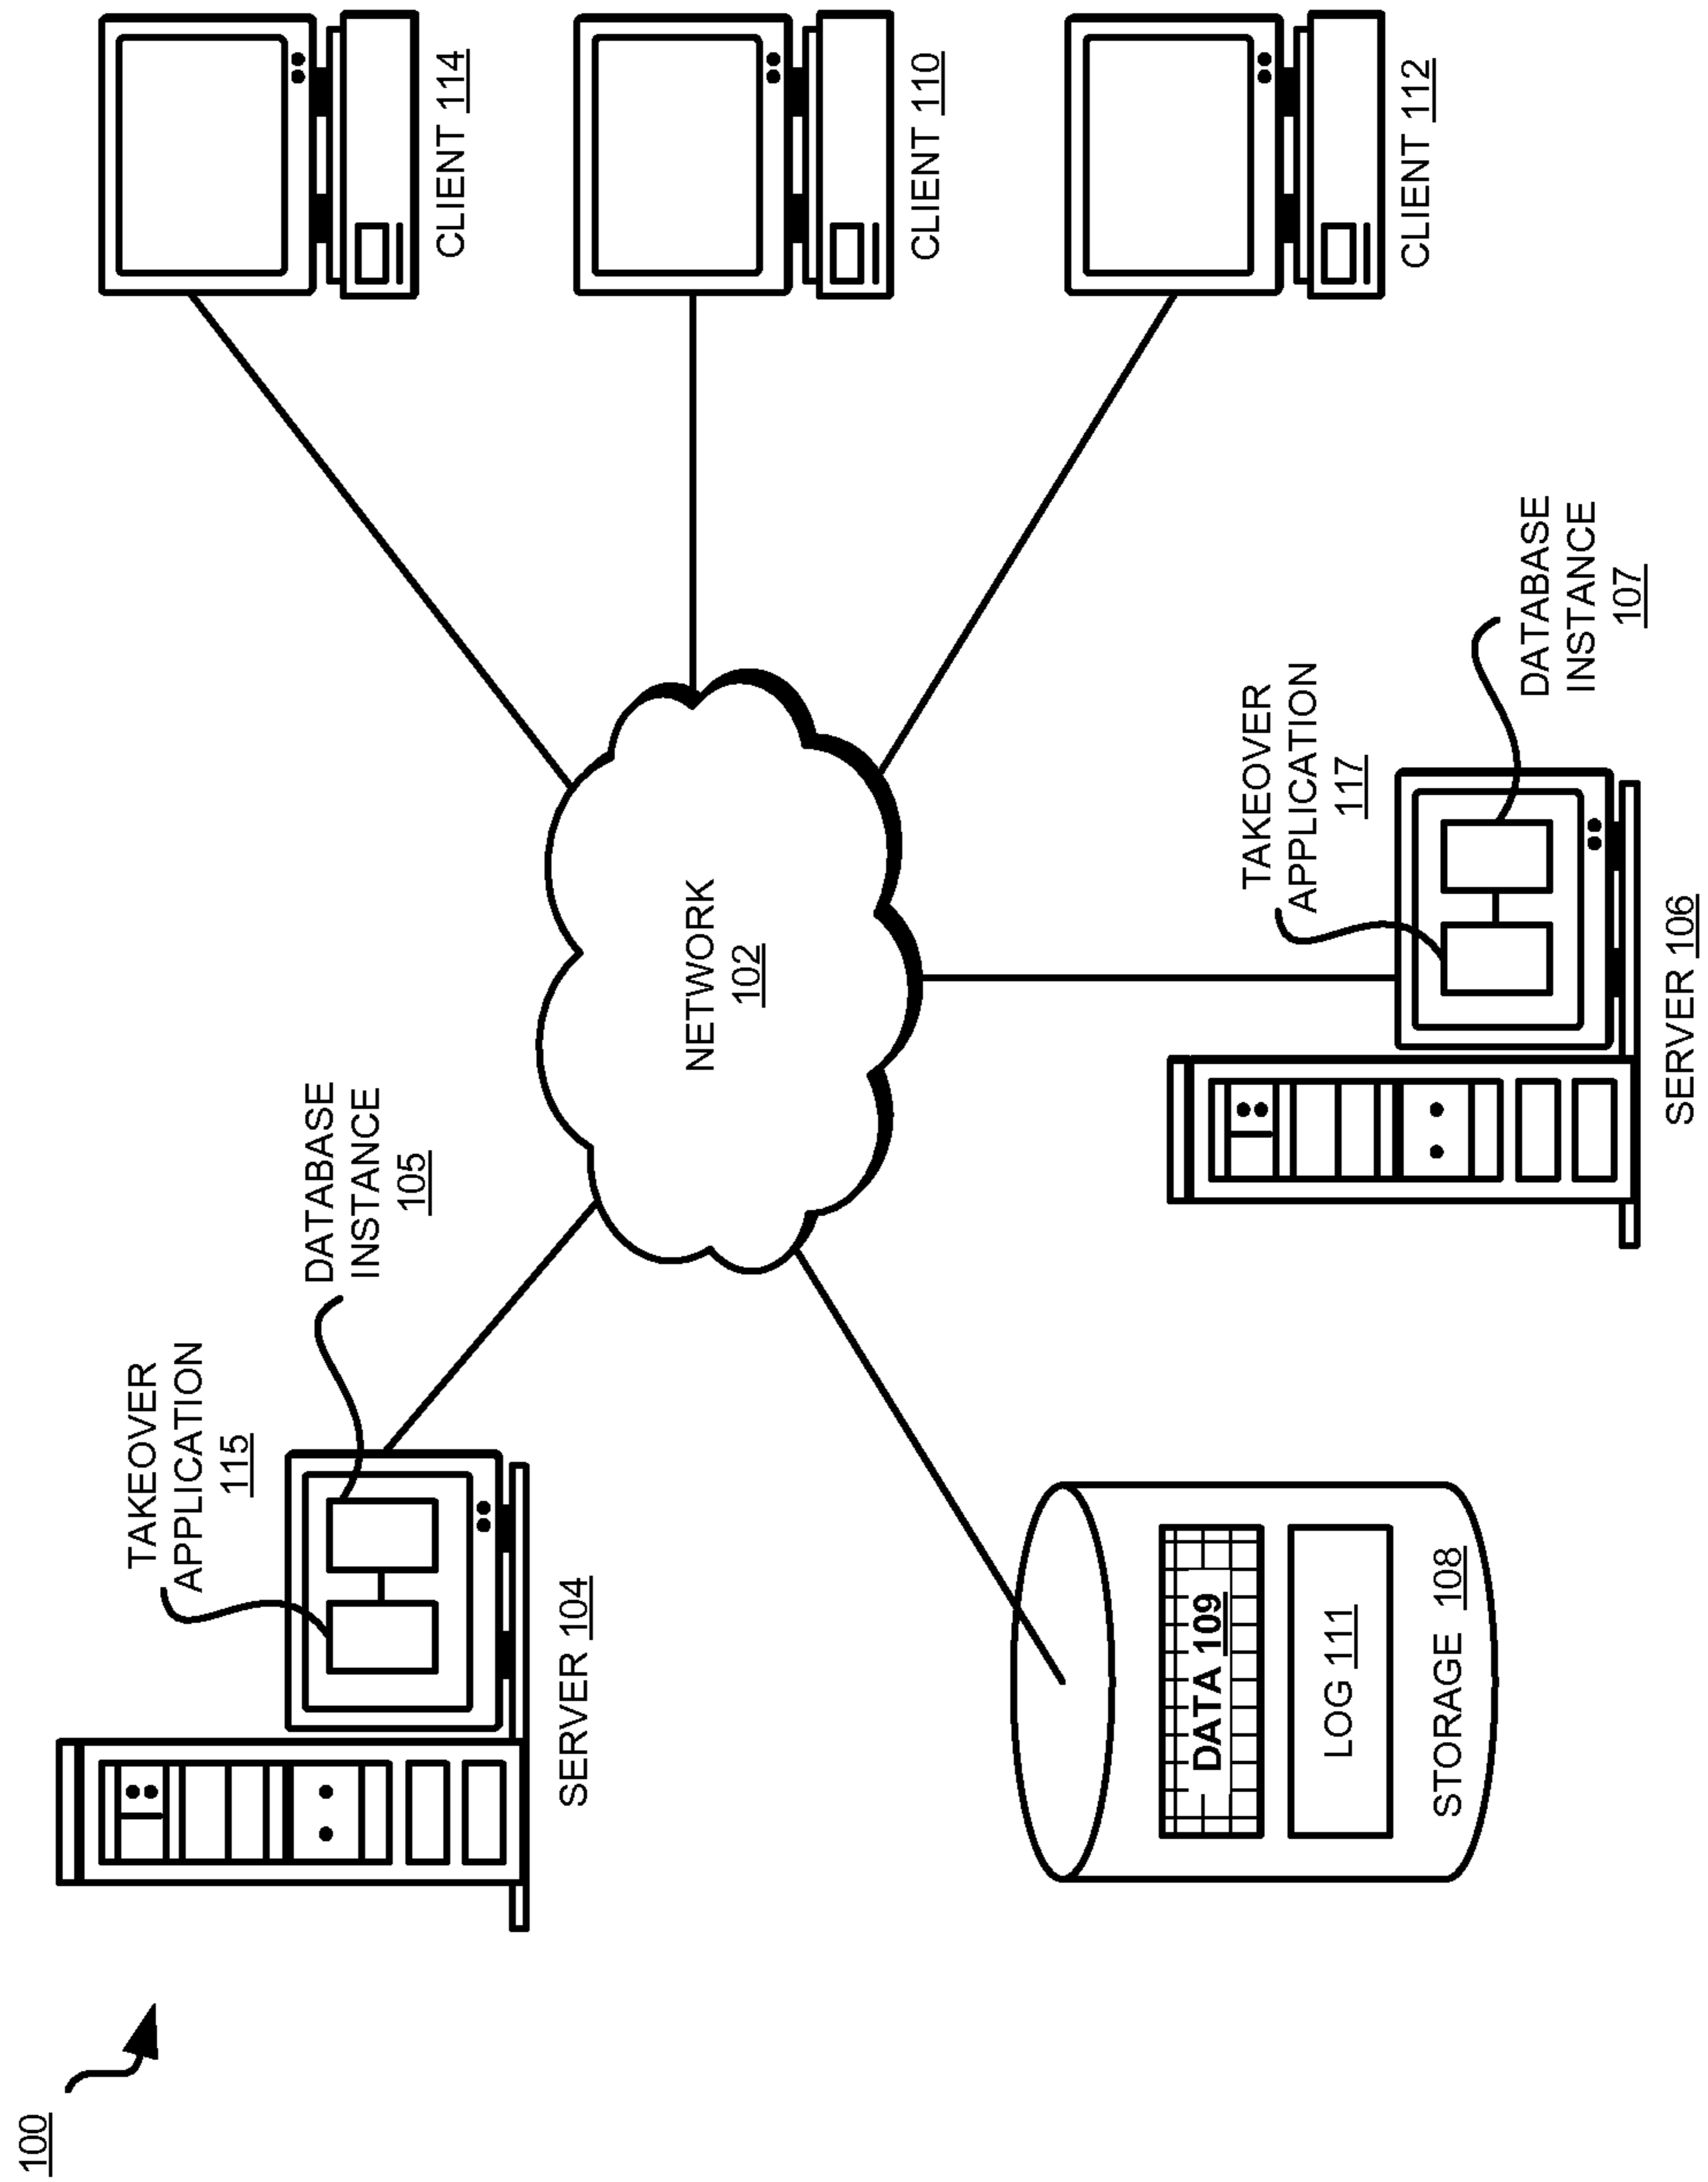 100
TAKEOVER
APPLICATION
115
DATABASE
INSTANCE
105
SERVER 104
CLIENT 114
NETWORK
102
CLIENT 110
DATA 109
LOG 111
STORAGE 108
TAKEOVER
APPLICATION
117
DATABASE
INSTANCE
107
SERVER 106
CLIENT 112